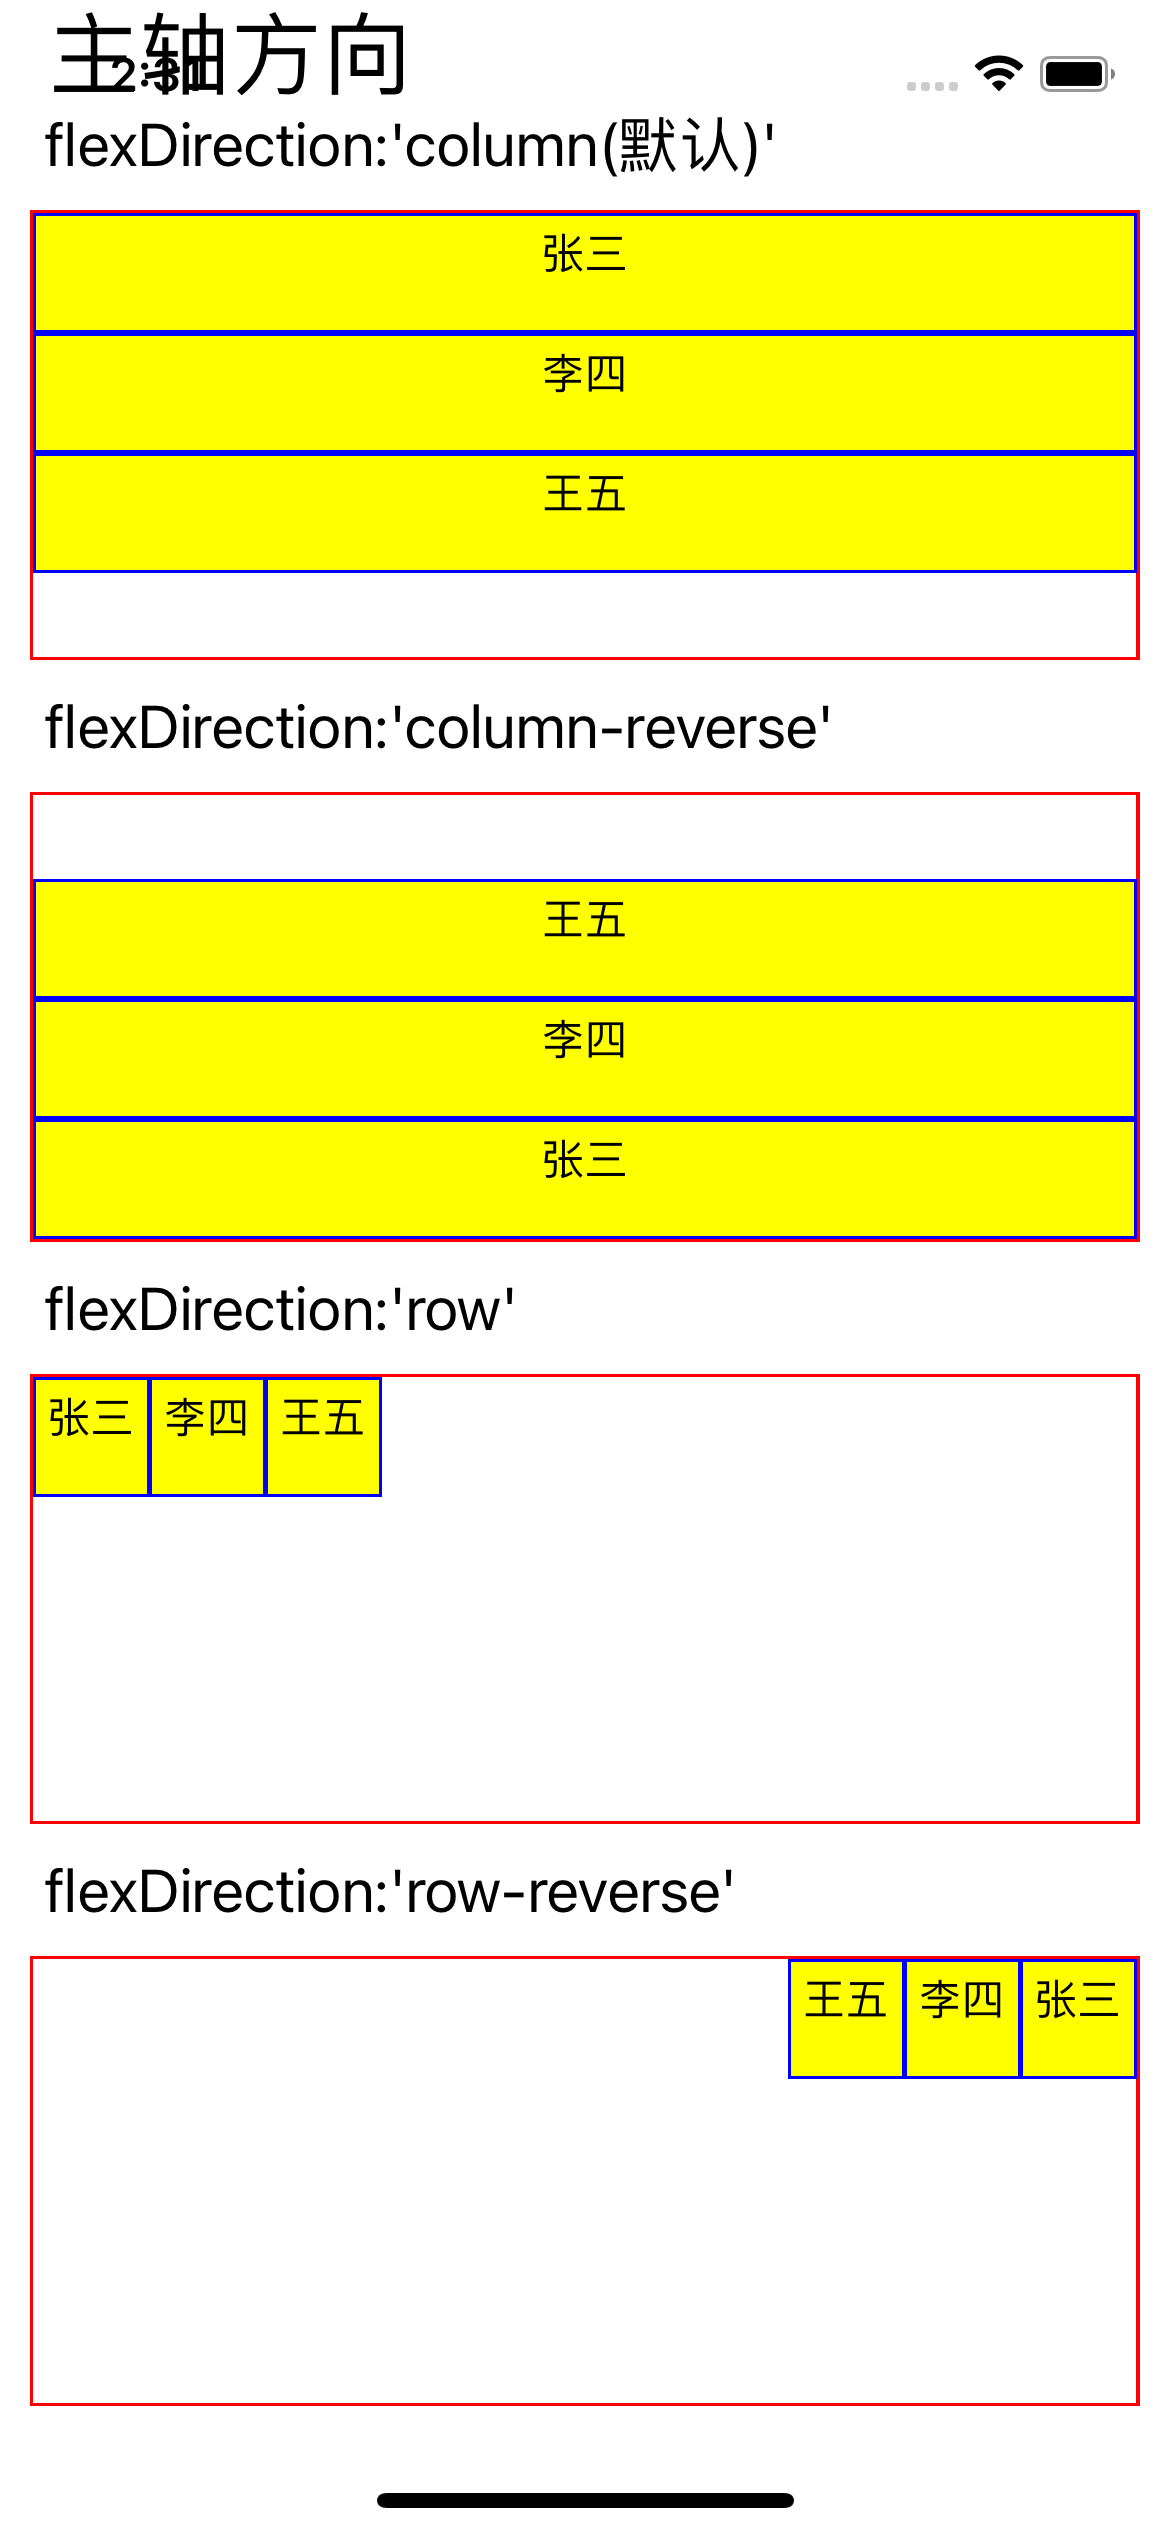 主轴方向
2:31
flexDirection:'column(默认)'
张三
李四
王五
flexDirection:'column-reverse'
王五
李四
张三
flexDirection:'row'
张三 李四 王五
flexDirection:'row-reverse'
王五 李四 张三